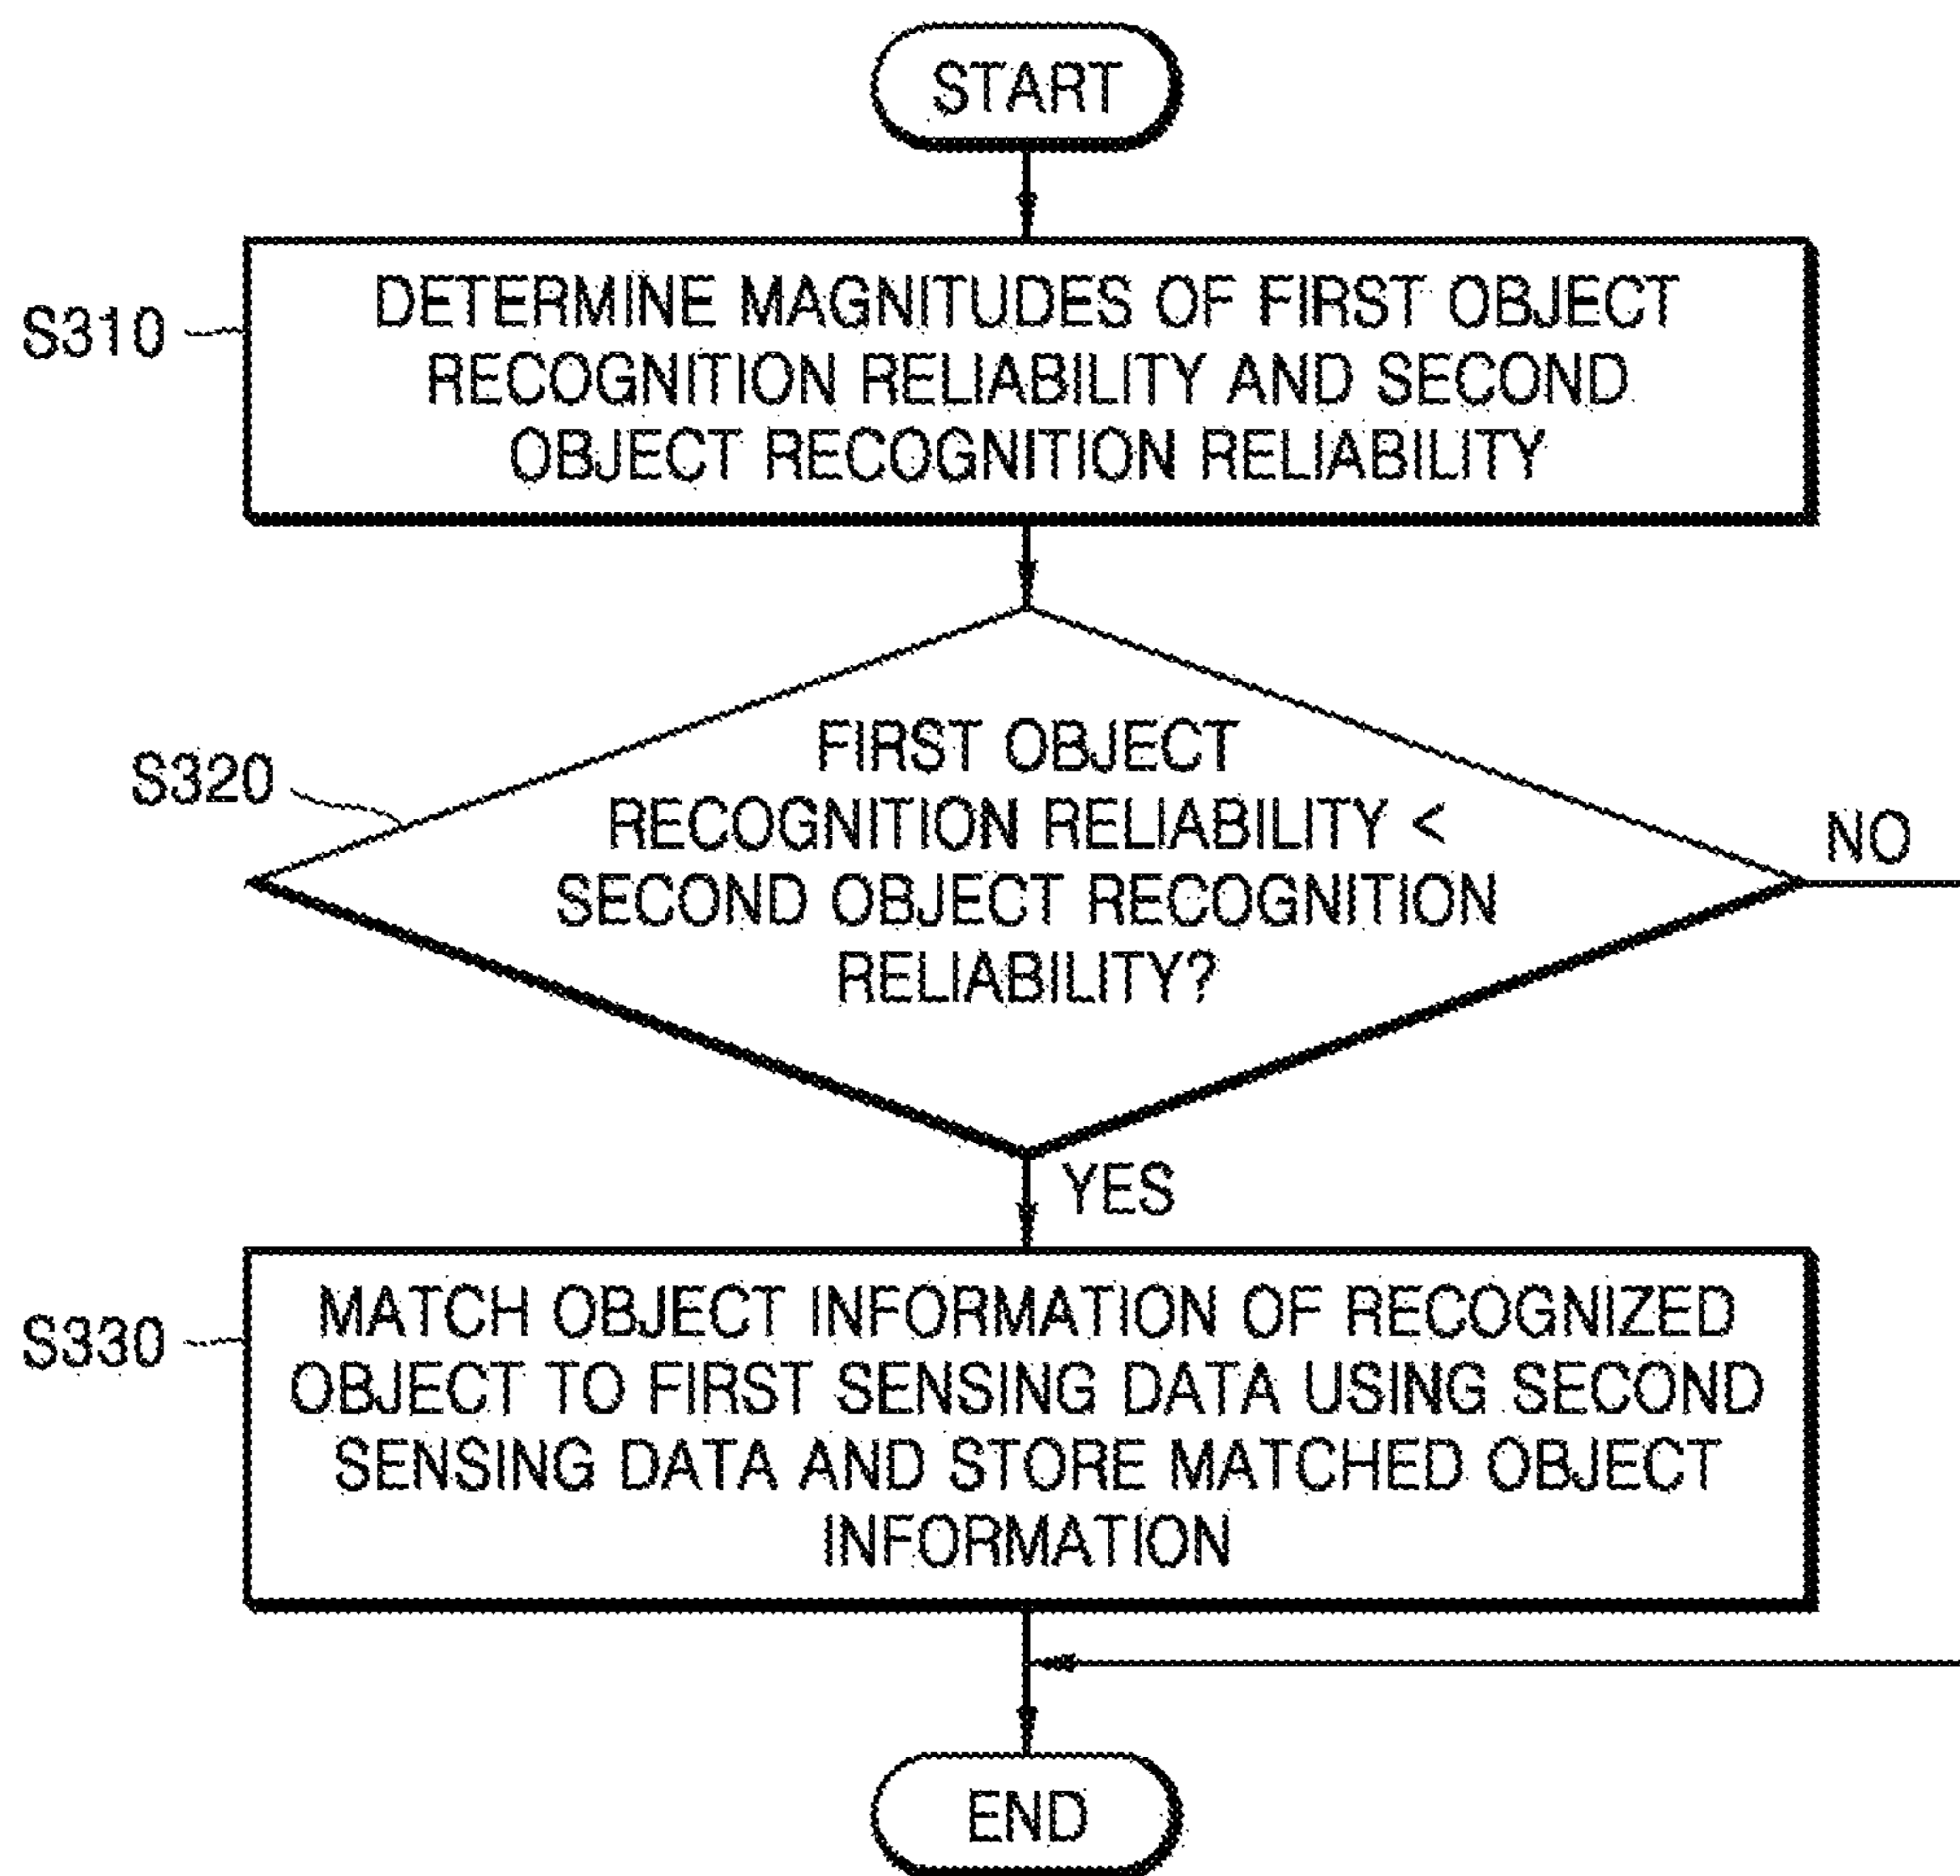 START
S310
DETERMINE MAGNITUDES OF FIRST OBJECT
RECOGNITION RELIABILITY AND SECOND
OBJECT RECOGNITION RELIABILITY
S320
FIRST OBJECT
RECOGNITION RELIABILITY <
SECOND OBJECT RECOGNITION
RELIABILITY?
NO
YES
S330
MATCH OBJECT INFORMATION OF RECOGNIZED
OBJECT TO FIRST SENSING DATA USING SECOND
SENSING DATA AND STORE MATCHED OBJECT
INFORMATION
END